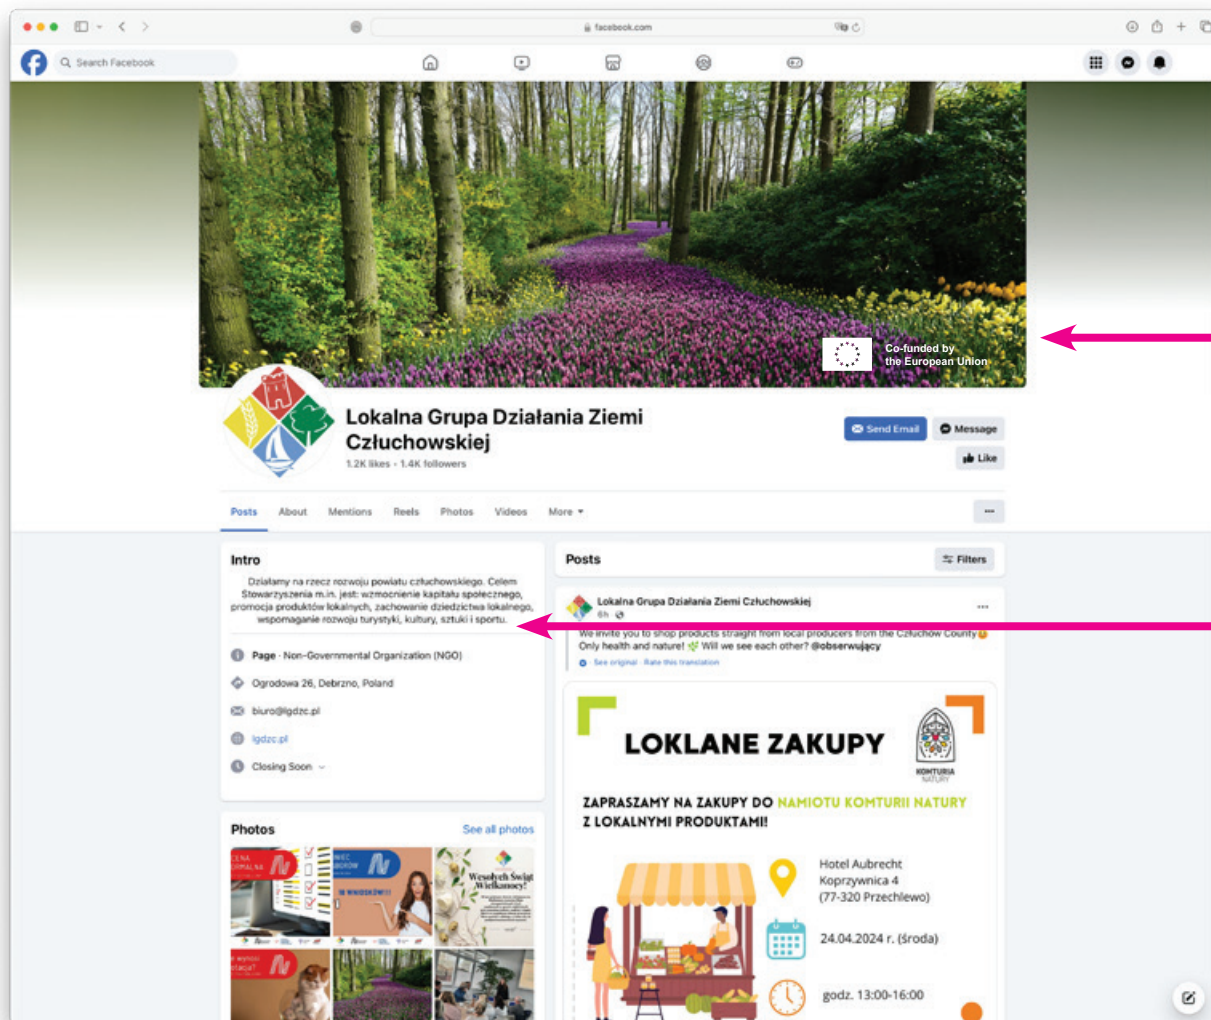 facebook.com
Search Facebook
Co-funded by
the European Union
Lokalna Grupa Działania Ziemi
Człuchowskiej
1.2K likes • 1.4K followers
Send Email
Message
Like
Posts About Mentions Reels Photos Videos More
Intro
Działamy na rzecz rozwoju powiatu człuchowskiego. Celem
Stowarzyszenia m.in. jest: wzmocnienie kapitału społecznego,
promocja produktów lokalnych, zachowanie dziedzictwa lokalnego,
wspomaganie rozwoju turystyki, kultury, sztuki i sportu.
Page · Non-Governmental Organization (NGO)
Ogrodowa 26, Debrzno, Poland
biuro@lgdzc.pl
lgdzc.pl
Closing Soon
Photos
See all photos
Wesołych Świąt
Wielkanocy!
Posts
Filters
Lokalna Grupa Działania Ziemi Człuchowskiej
6h
We invite you to shop products straight from local producers from the Człuchow County
Only health and nature! Will we see each other? @obserwujący
See original · Rate this translation
LOKLANE ZAKUPY
KOMTURIA
NATURY
ZAPRASZAMY NA ZAKUPY DO NAMIOTU KOMTURII NATURY
Z LOKALNYMI PRODUKTAMI!
Hotel Aubrecht
Koprzywnica 4
(77-320 Przechlewo)
24.04.2024 r. (środa)
godz. 13:00-16:00